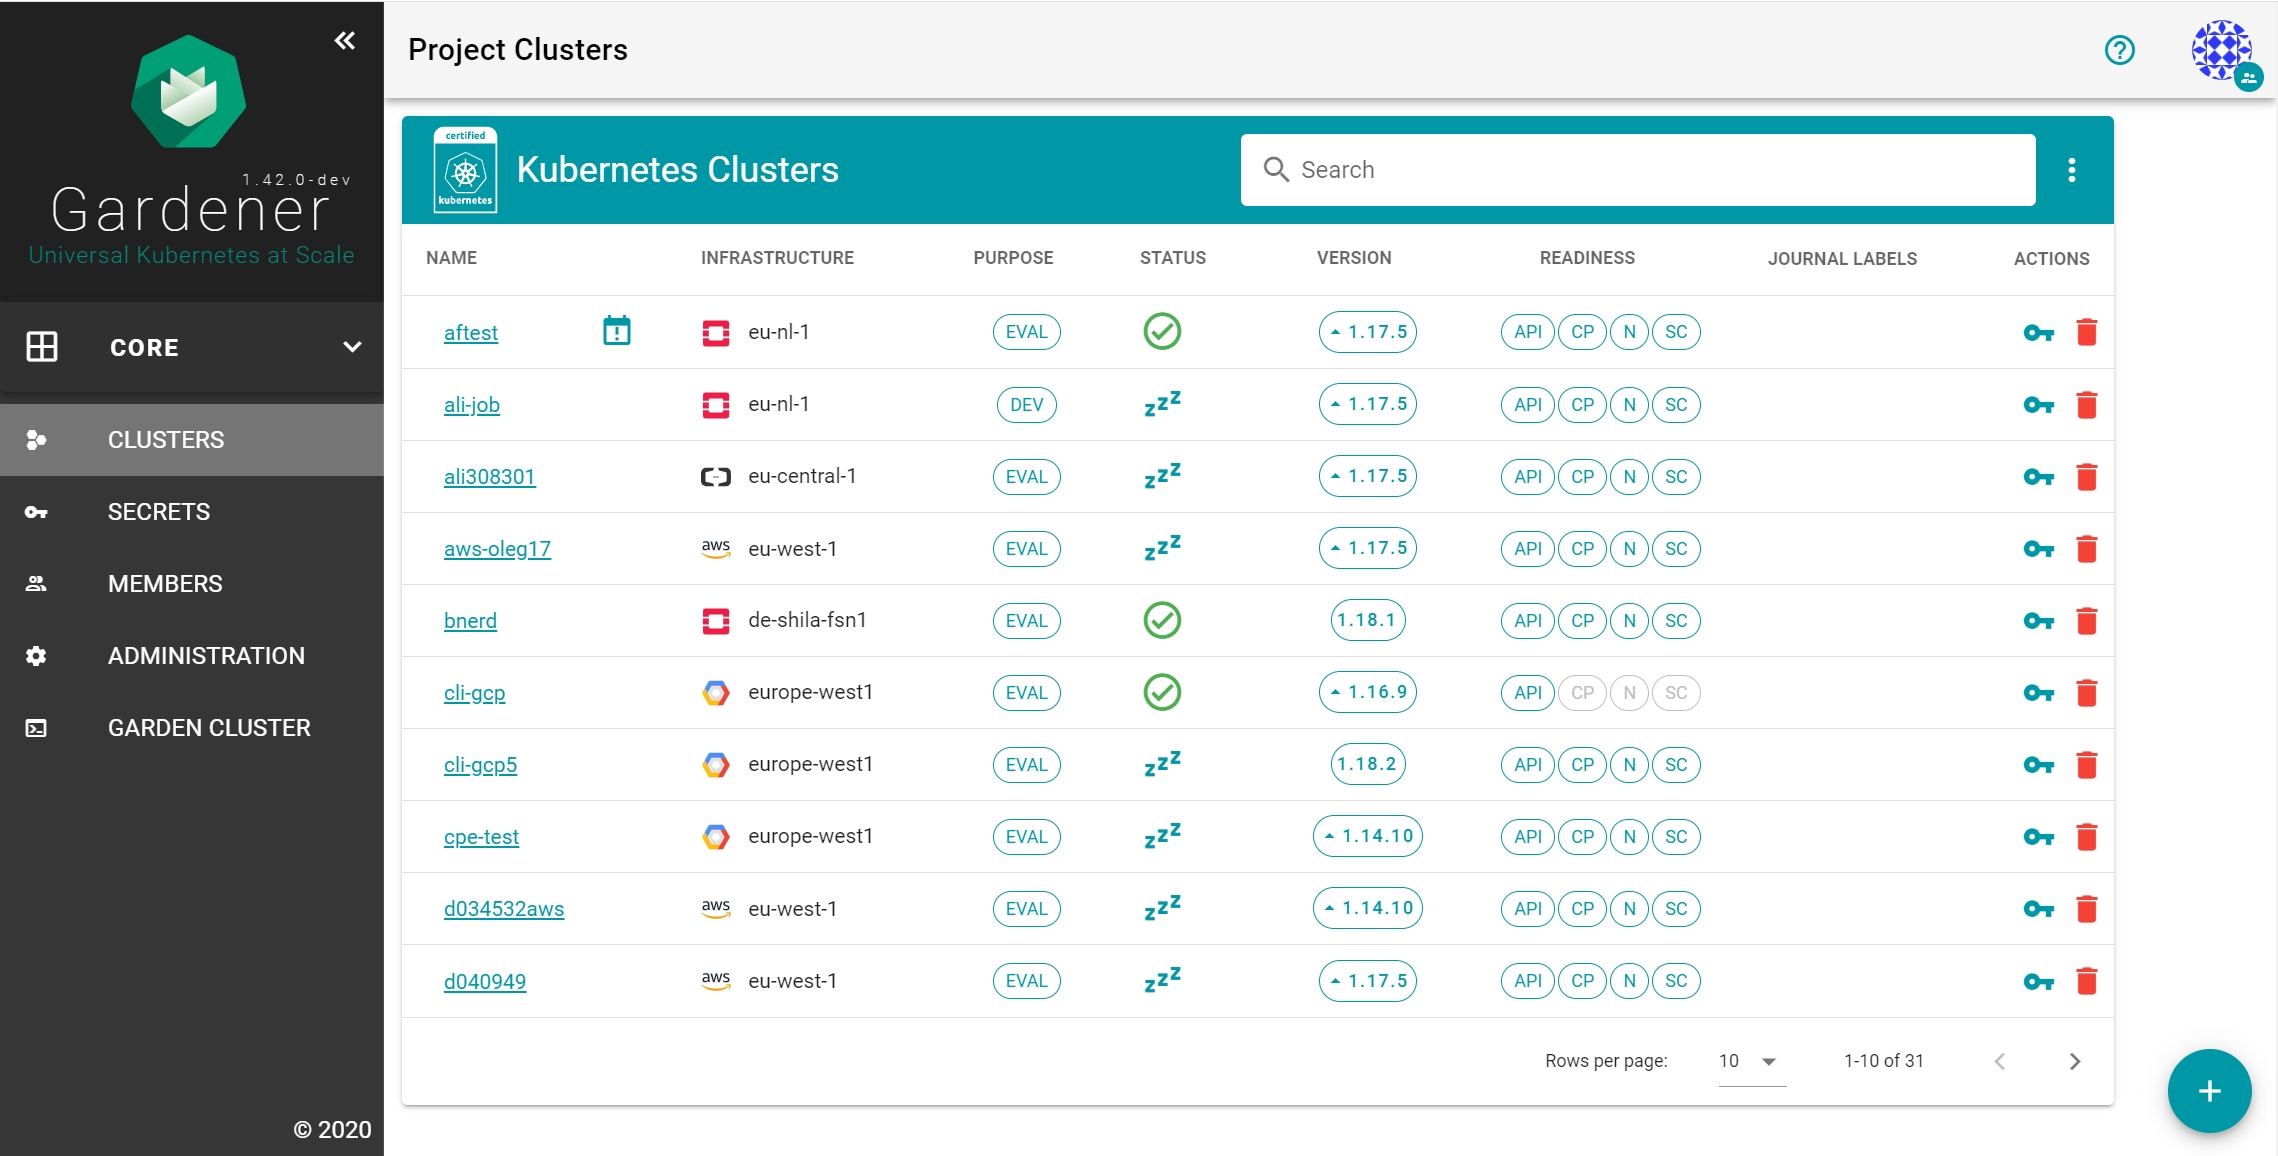 1.42.0-dev
Gardener
Universal Kubernetes at Scale
CORE
CLUSTERS
SECRETS
MEMBERS
ADMINISTRATION
GARDEN CLUSTER
© 2020
Project Clusters
certified
kubernetes
Kubernetes Clusters
Search
NAME INFRASTRUCTURE PURPOSE STATUS VERSION READINESS JOURNAL LABELS ACTIONS
aftest eu-nl-1 EVAL 1.17.5 API CP N SC
ali-job eu-nl-1 DEV zzz 1.17.5 API CP N SC
ali308301 eu-central-1 EVAL zzz 1.17.5 API CP N SC
aws-oleg17 aws eu-west-1 EVAL zzz 1.17.5 API CP N SC
bnerd de-shila-fsn1 EVAL 1.18.1 API CP N SC
cli-gcp europe-west1 EVAL 1.16.9 API CP N SC
cli-gcp5 europe-west1 EVAL zzz 1.18.2 API CP N SC
cpe-test europe-west1 EVAL zzz 1.14.10 API CP N SC
d034532aws aws eu-west-1 EVAL zzz 1.14.10 API CP N SC
d040949 aws eu-west-1 EVAL zzz 1.17.5 API CP N SC
Rows per page: 10 1-10 of 31